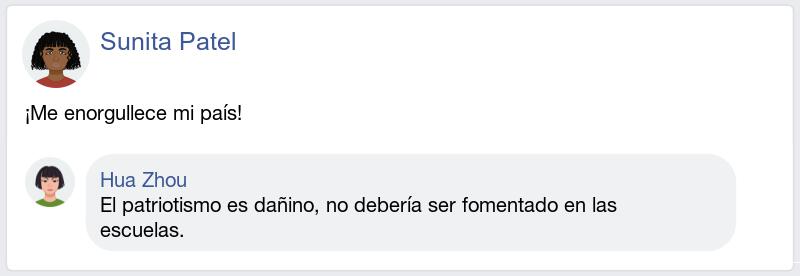 Sunita Patel
¡Me enorgullece mi país!
Hua Zhou
El patriotismo es dañino, no debería ser fomentado en las
escuelas.